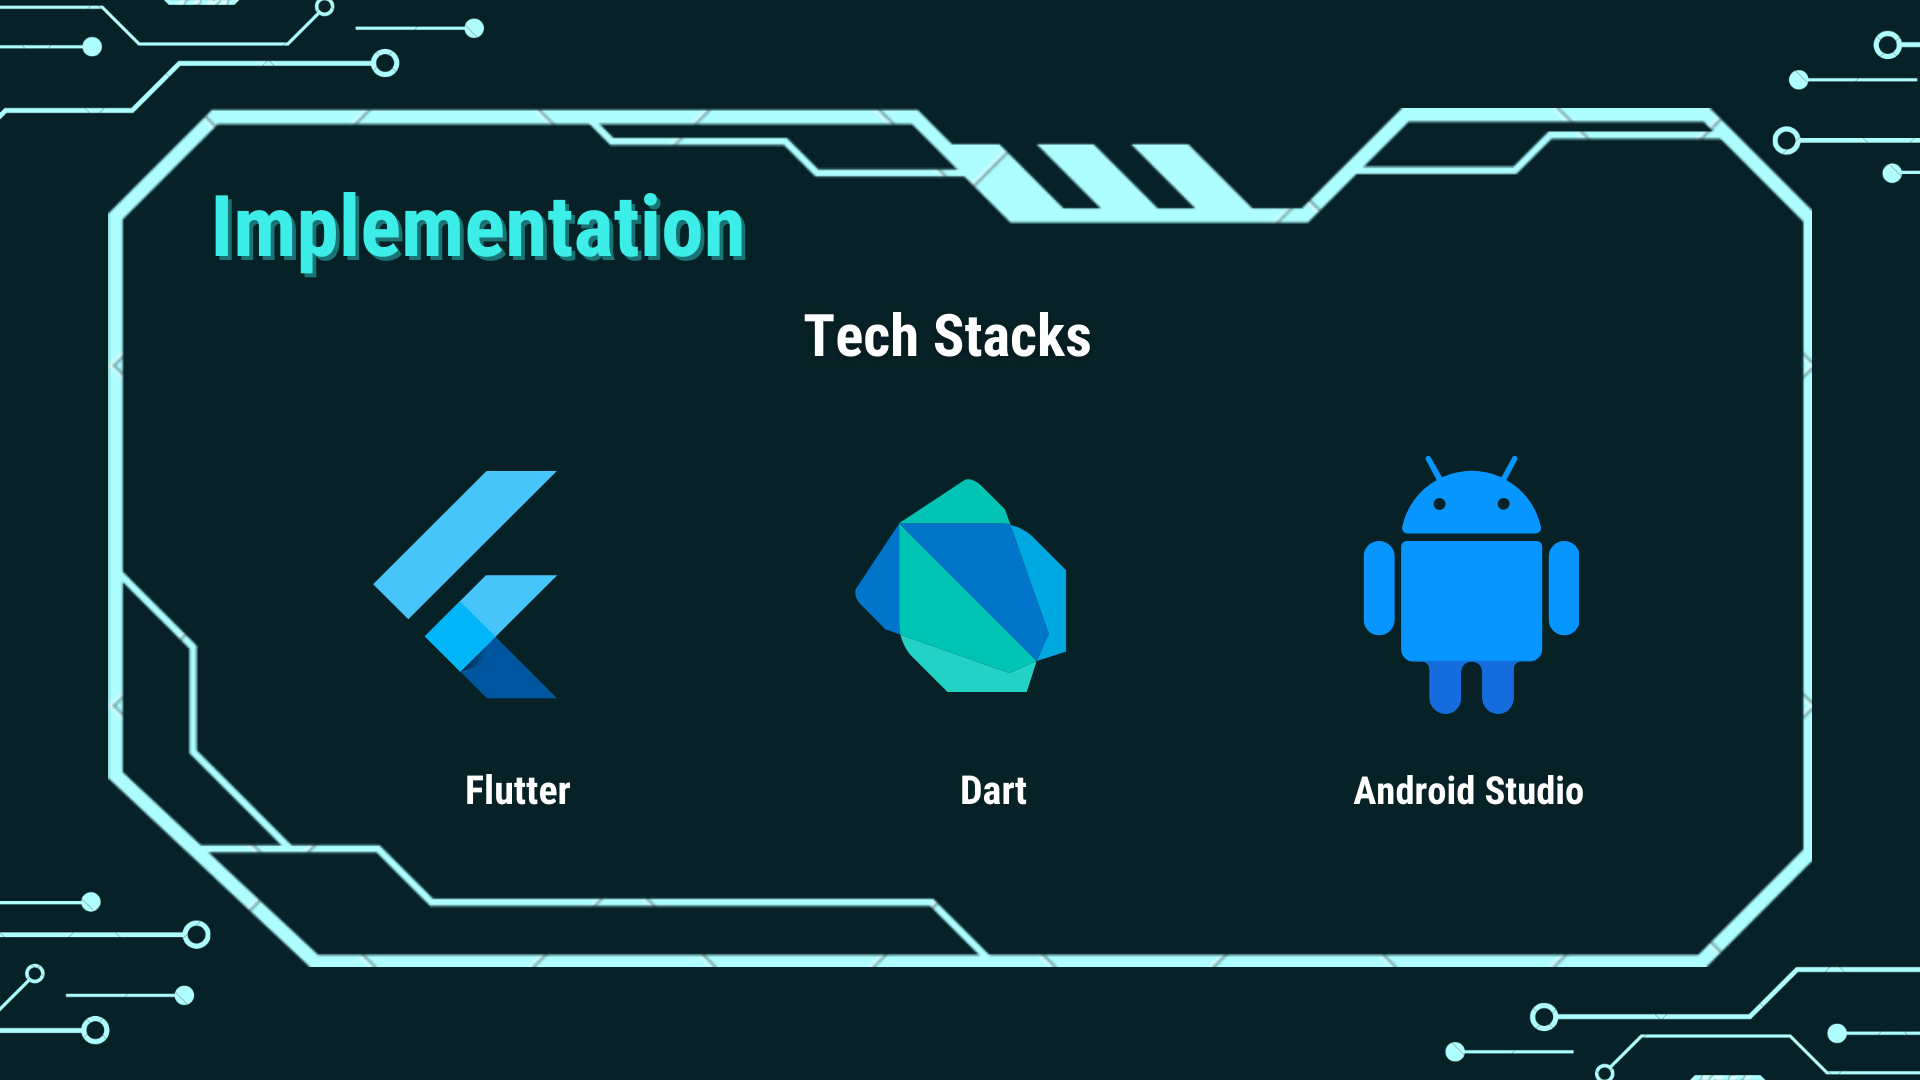 Implementation
Tech Stacks
Flutter
Dart
Android Studio